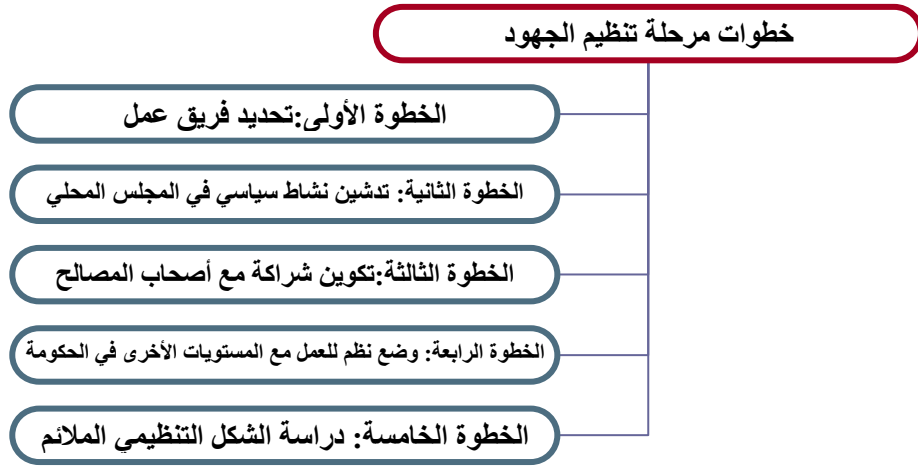 خطوات مرحلة تنظيم الجهود
الخطوة الأولى:تحديد فريق عمل
الخطوة الثانية: تدشين نشاط سياسي في المجلس المحلي
الخطوة الثالثة:تكوين شراكة مع أصحاب المصالح
الخطوة الرابعة: وضع نظم للعمل مع المستويات الأخرى في الحكومة
الخطوة الخامسة: دراسة الشكل التنظيمي الملائم